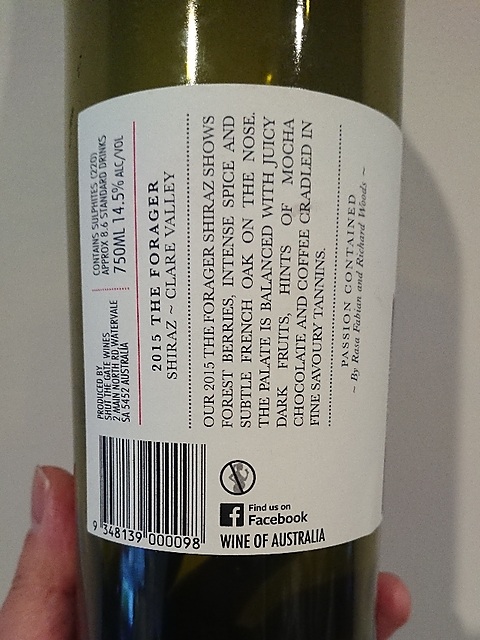 CONTAINS SULPHITES (220)
APPROX 8.6 STANDARD DRINKS
750ML 14.5% ALC/VOL
PRODUCED BY
SHUT THE GATE WINES
2 MAIN NORTH RD WATERVALE
SA 5452 AUSTRALIA
2015 THE FORAGER
SHIRAZ ~ CLARE VALLEY
OUR 2015 THE FORAGER SHIRAZ SHOWS
FOREST BERRIES, INTENSE SPICE AND
SUBTLE FRENCH OAK ON THE NOSE.
THE PALATE IS BALANCED WITH JUICY
DARK FRUITS, HINTS OF MOCHA
CHOCOLATE AND COFFEE CRADLED IN
FINE SAVOURY TANNINS.
PASSION CONTAINED
~ By Rasa Fabian and Richard Woods ~
9 348139 000098
f Find us on
Facebook
WINE OF AUSTRALIA